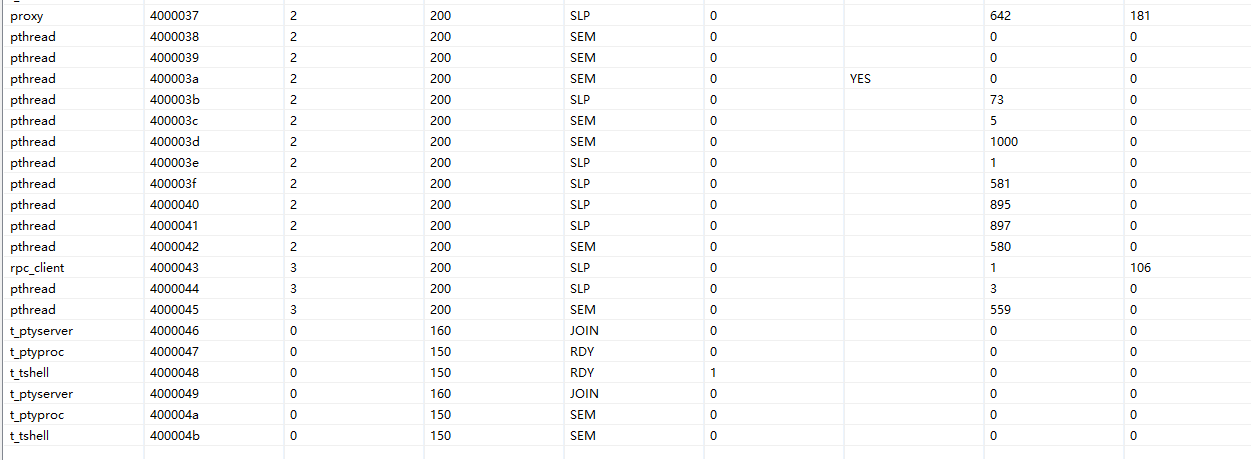 proxy 4000037 2 200 SLP 0 642 181
pthread 4000038 2 200 SEM 0 0 0
pthread 4000039 2 200 SEM 0 0 0
pthread 400003a 2 200 SEM 0 YES 0 0
pthread 400003b 2 200 SLP 0 73 0
pthread 400003c 2 200 SEM 0 5 0
pthread 400003d 2 200 SEM 0 1000 0
pthread 400003e 2 200 SLP 0 1 0
pthread 400003f 2 200 SLP 0 581 0
pthread 4000040 2 200 SLP 0 895 0
pthread 4000041 2 200 SLP 0 897 0
pthread 4000042 2 200 SEM 0 580 0
rpc_client 4000043 3 200 SLP 0 1 106
pthread 4000044 3 200 SLP 0 3 0
pthread 4000045 3 200 SEM 0 559 0
t_ptyserver 4000046 0 160 JOIN 0 0 0
t_ptyproc 4000047 0 150 RDY 0 0 0
t_tshell 4000048 0 150 RDY 1 0 0
t_ptyserver 4000049 0 160 JOIN 0 0 0
t_ptyproc 400004a 0 150 SEM 0 0 0
t_tshell 400004b 0 150 SEM 0 0 0